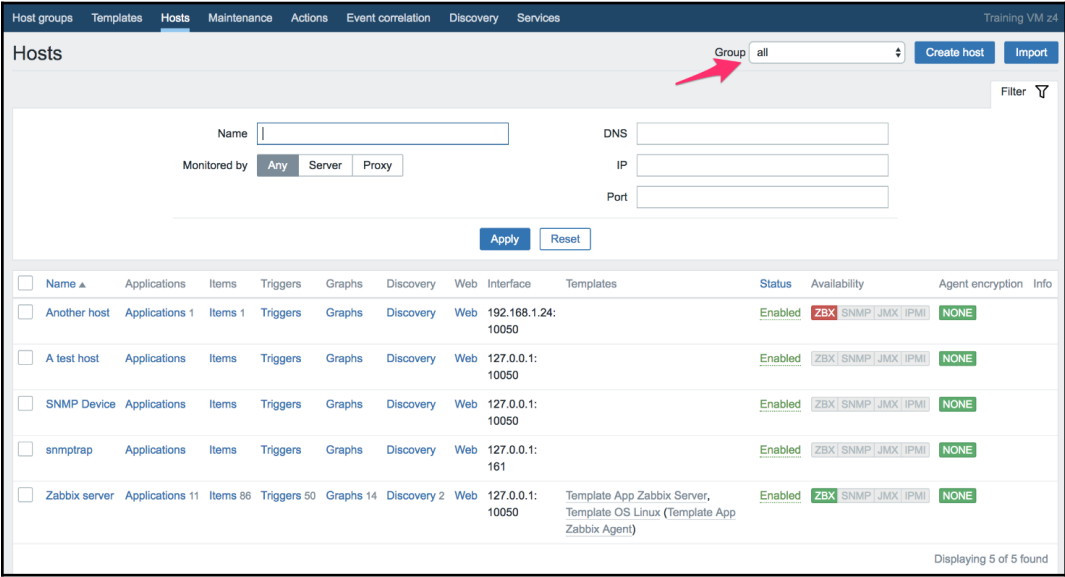 Host groups Templates Hosts Maintenance Actions Event correlation Discovery Services Training VM z4
Hosts Group all Create host Import
Filter
Name DNS
Monitored by Any Server Proxy IP
Port
Apply Reset
Name Applications Items Triggers Graphs Discovery Web Interface Templates Status Availability Agent encryption Info
Another host Applications 1 Items 1 Triggers Graphs Discovery Web 192.168.1.24: Enabled ZBX SNMP JMX IPMI NONE
10050
A test host Applications Items Triggers Graphs Discovery Web 127.0.0.1: Enabled ZBX SNMP JMX IPMI NONE
10050
SNMP Device Applications Items Triggers Graphs Discovery Web 127.0.0.1: Enabled ZBX SNMP JMX IPMI NONE
10050
snmptrap Applications Items Triggers Graphs Discovery Web 127.0.0.1: Enabled ZBX SNMP JMX IPMI NONE
161
Zabbix server Applications 11 Items 86 Triggers 50 Graphs 14 Discovery 2 Web 127.0.0.1: Template App Zabbix Server, Enabled ZBX SNMP JMX IPMI NONE
10050 Template OS Linux (Template App
Zabbix Agent)
Displaying 5 of 5 found